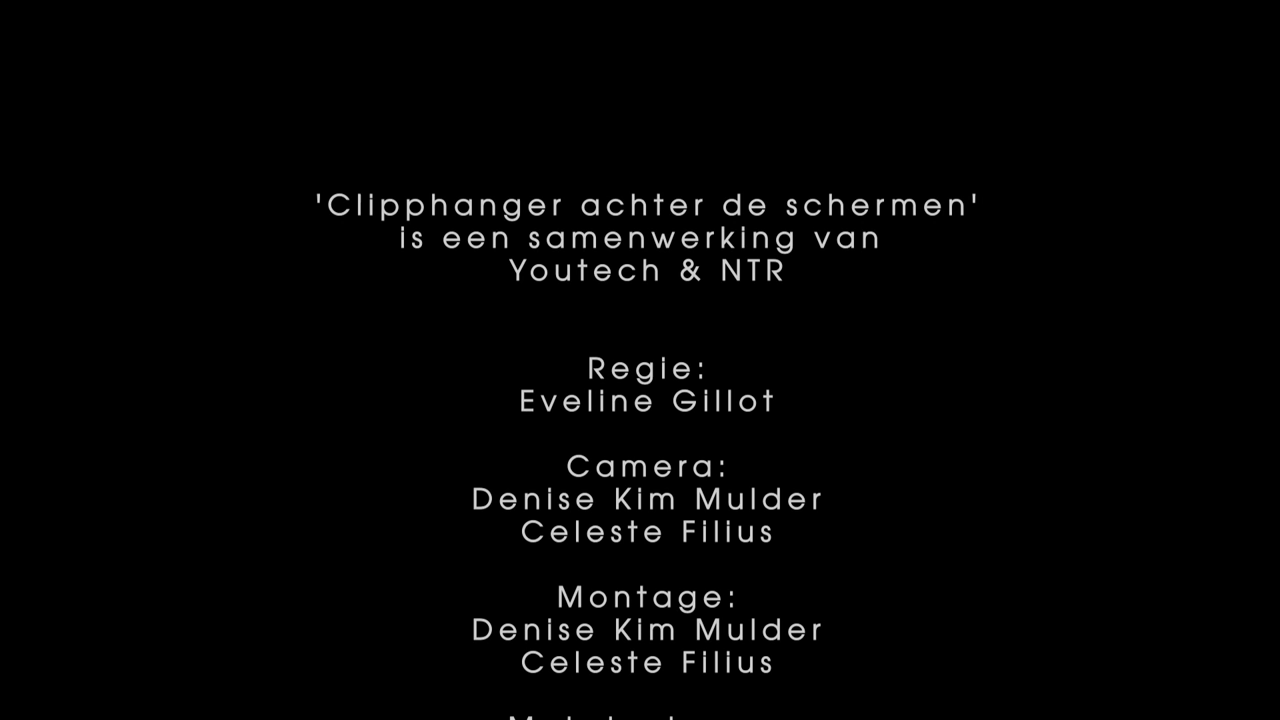 'Clipphanger achter de schermen'
is een samenwerking van
Youtech & NTR
Regie:
Eveline Gillot
Camera:
Denise Kim Mulder
Celeste Filius
Montage:
Denise Kim Mulder
Celeste Filius